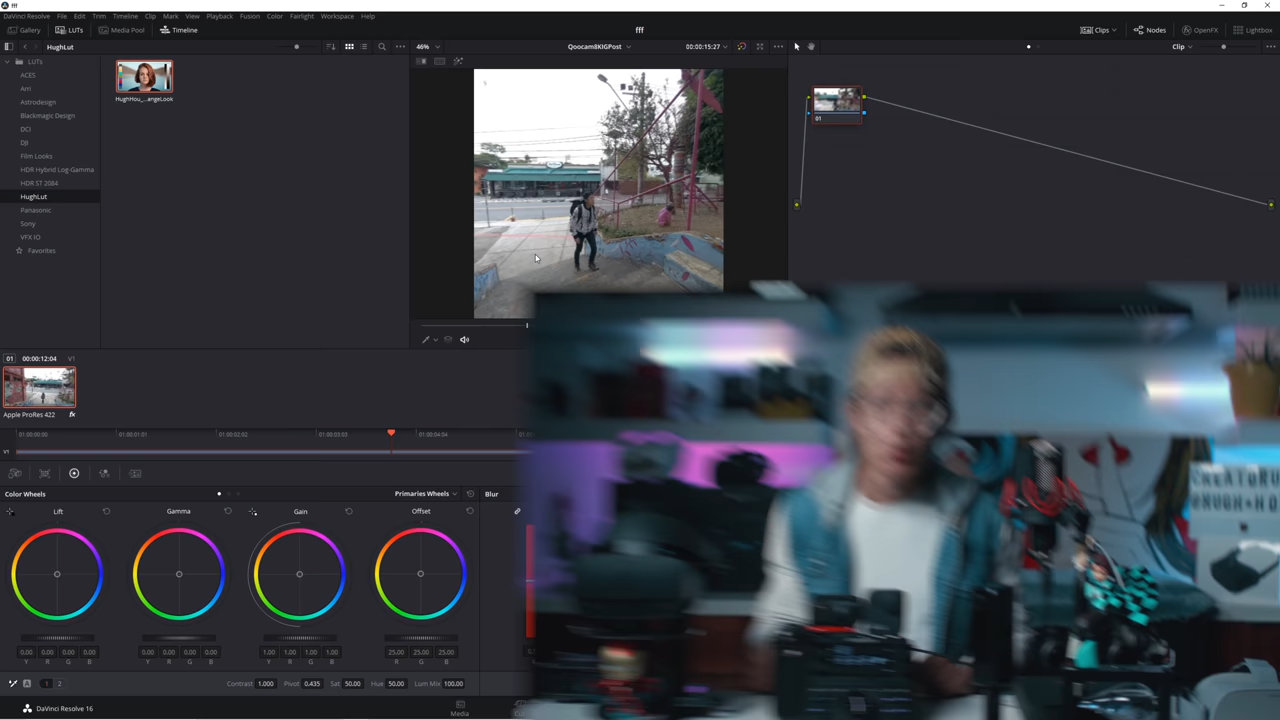 fff
DaVinci Resolve File Edit Trim Timeline Clip Mark View Playback Fusion Color Fairlight Workspace Help
Gallery LUTs Media Pool Timeline fff Clips Nodes OpenFX Lightbox
HughLut 46% Qoocam8KIGPost 00:00:15:27 Clip
LUTs
ACES
Arri
Astrodesign
Blackmagic Design
DCI
DJI
Film Looks
HDR Hybrid Log Gamma
HDR ST 2084
HughLut
Panasonic
Sony
VFX IO
Favorites
HughHou_...angeLook
01
01 00:00:12:04 V1
Apple ProRes 422 fx
01:00:00:00 01:00:01:01 01:00:02:02 01:00:03:03 01:00:04:04
V1
Color Wheels Primaries Wheels Blur
Lift Gamma Gain Offset
0.00 0.00 0.00 0.00 0.00 0.00 0.00 0.00 1.00 1.00 1.00 1.00 25.00 25.00 25.00
Y R G B Y R G B Y R G B R G B
A 1 2 Contrast 1.000 Pivot 0.435 Sat 50.00 Hue 50.00 Lum Mix 100.00
DaVinci Resolve 16 Media